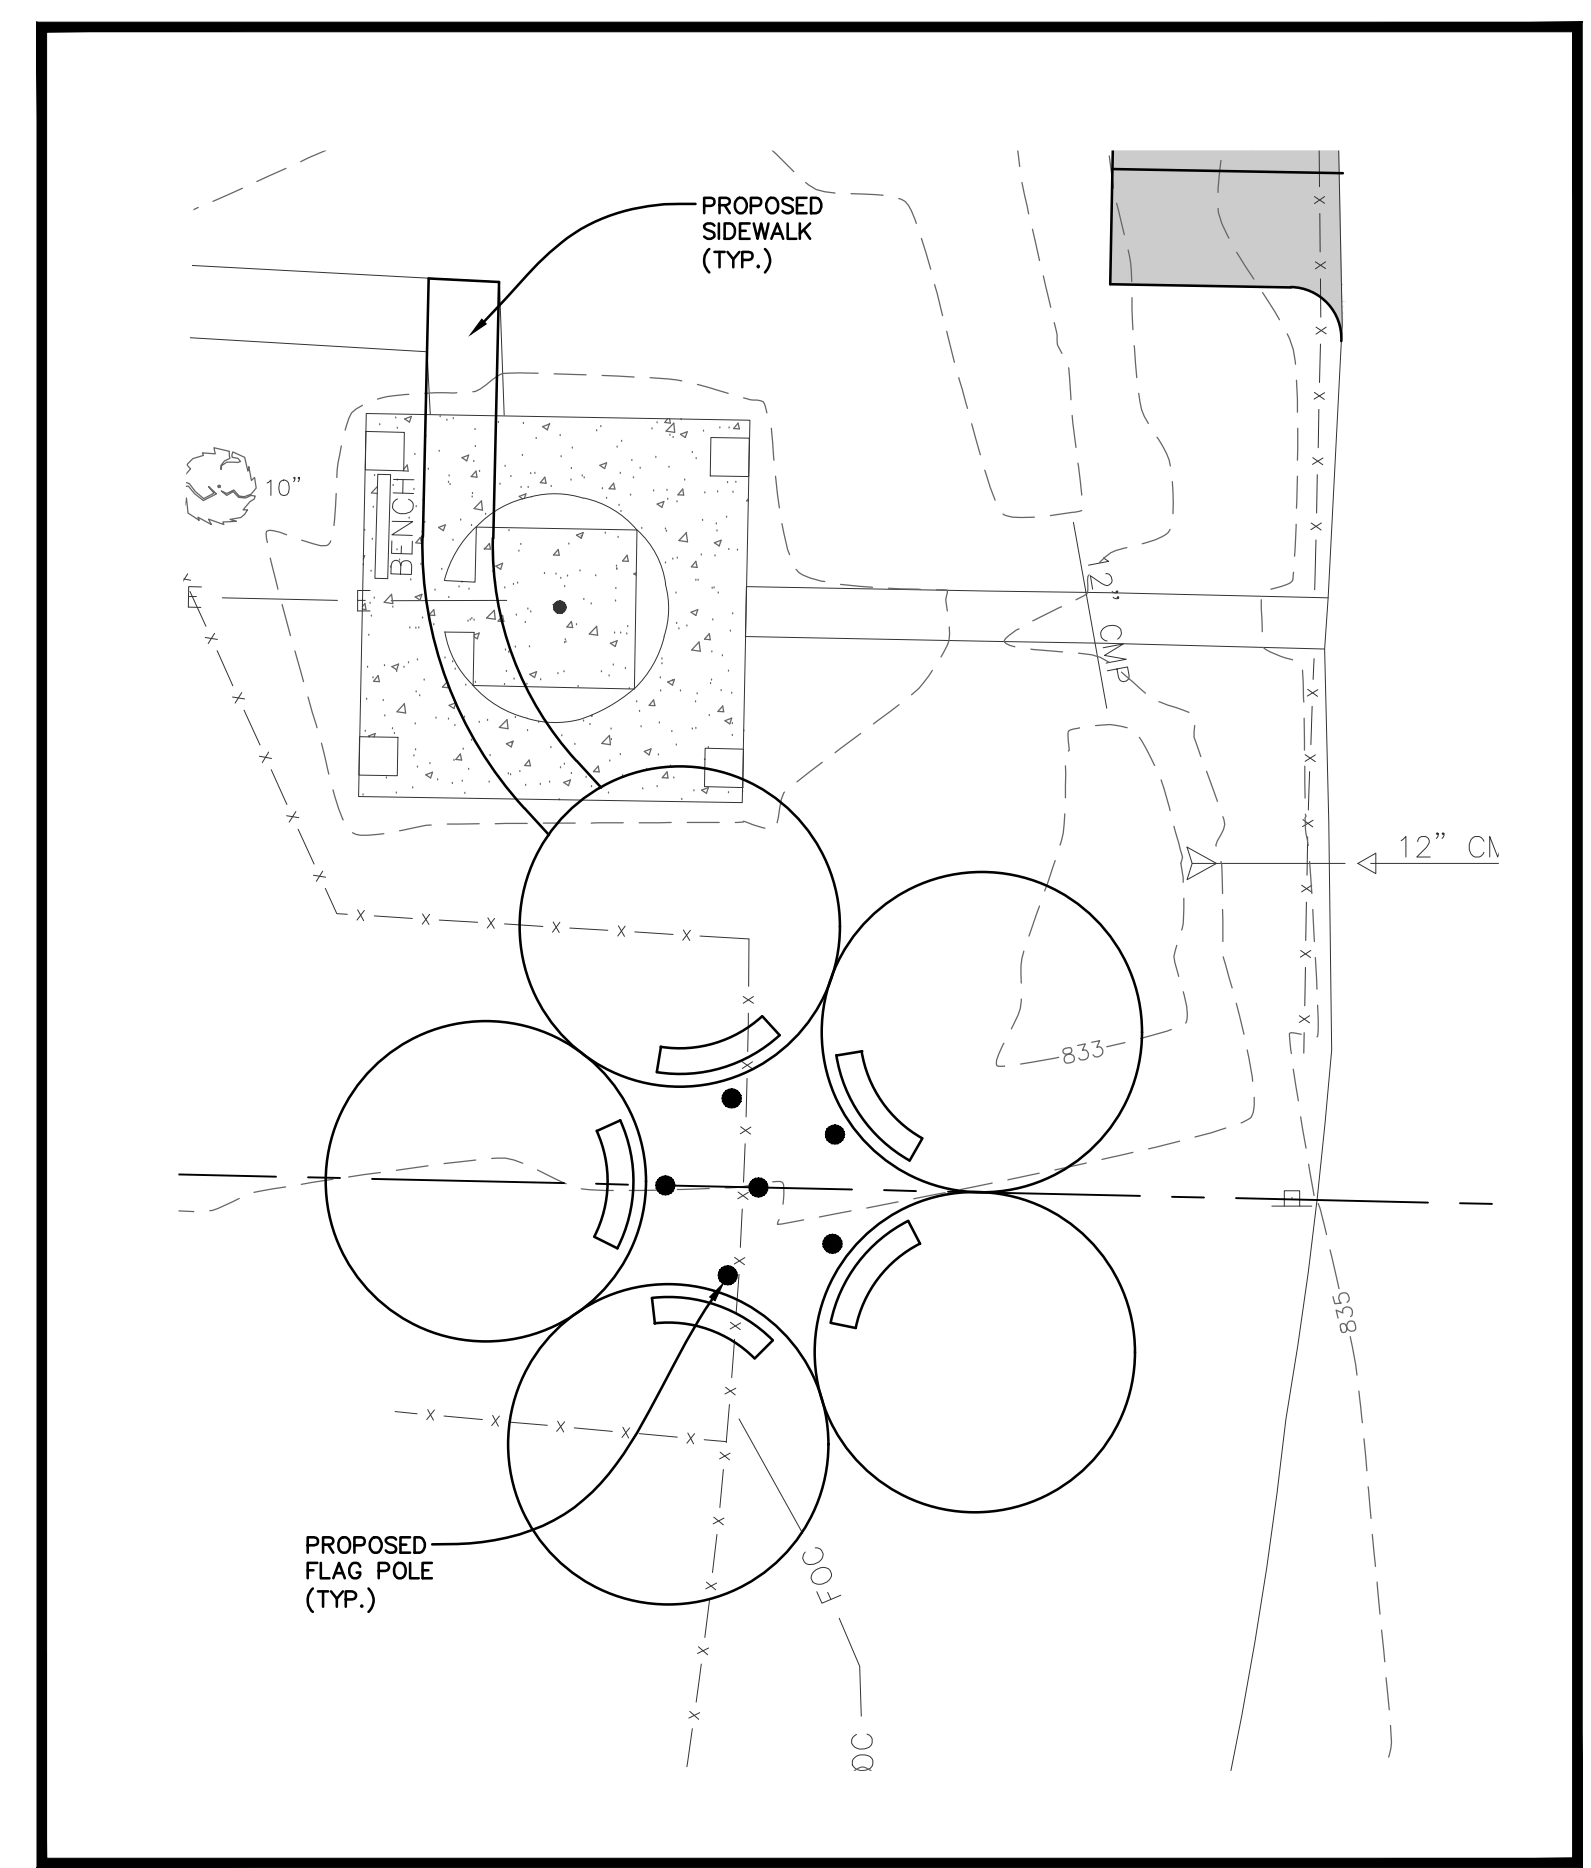 PROPOSED
SIDEWALK
(TYP.)
10"
BENCH
12" CMP
12" CM
833
835
PROPOSED
FLAG POLE
(TYP.)
FOC
OC